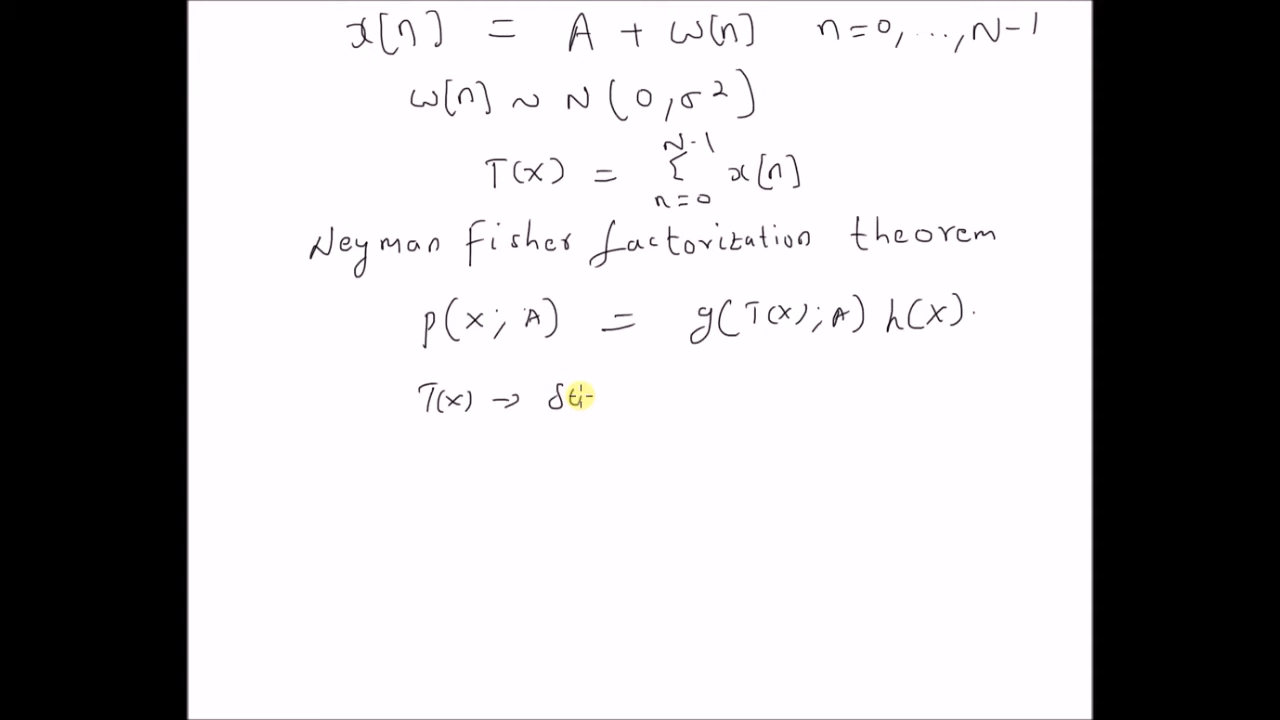 x[n] = A + w[n] n=0,...,N-1
w[n] ~ N(0,σ²)
T(x) = Σ_{n=0}^{N-1} x[n]
Neyman Fisher factorization theorem
p(x; A) = g(T(x); A) h(x).
T(x) →